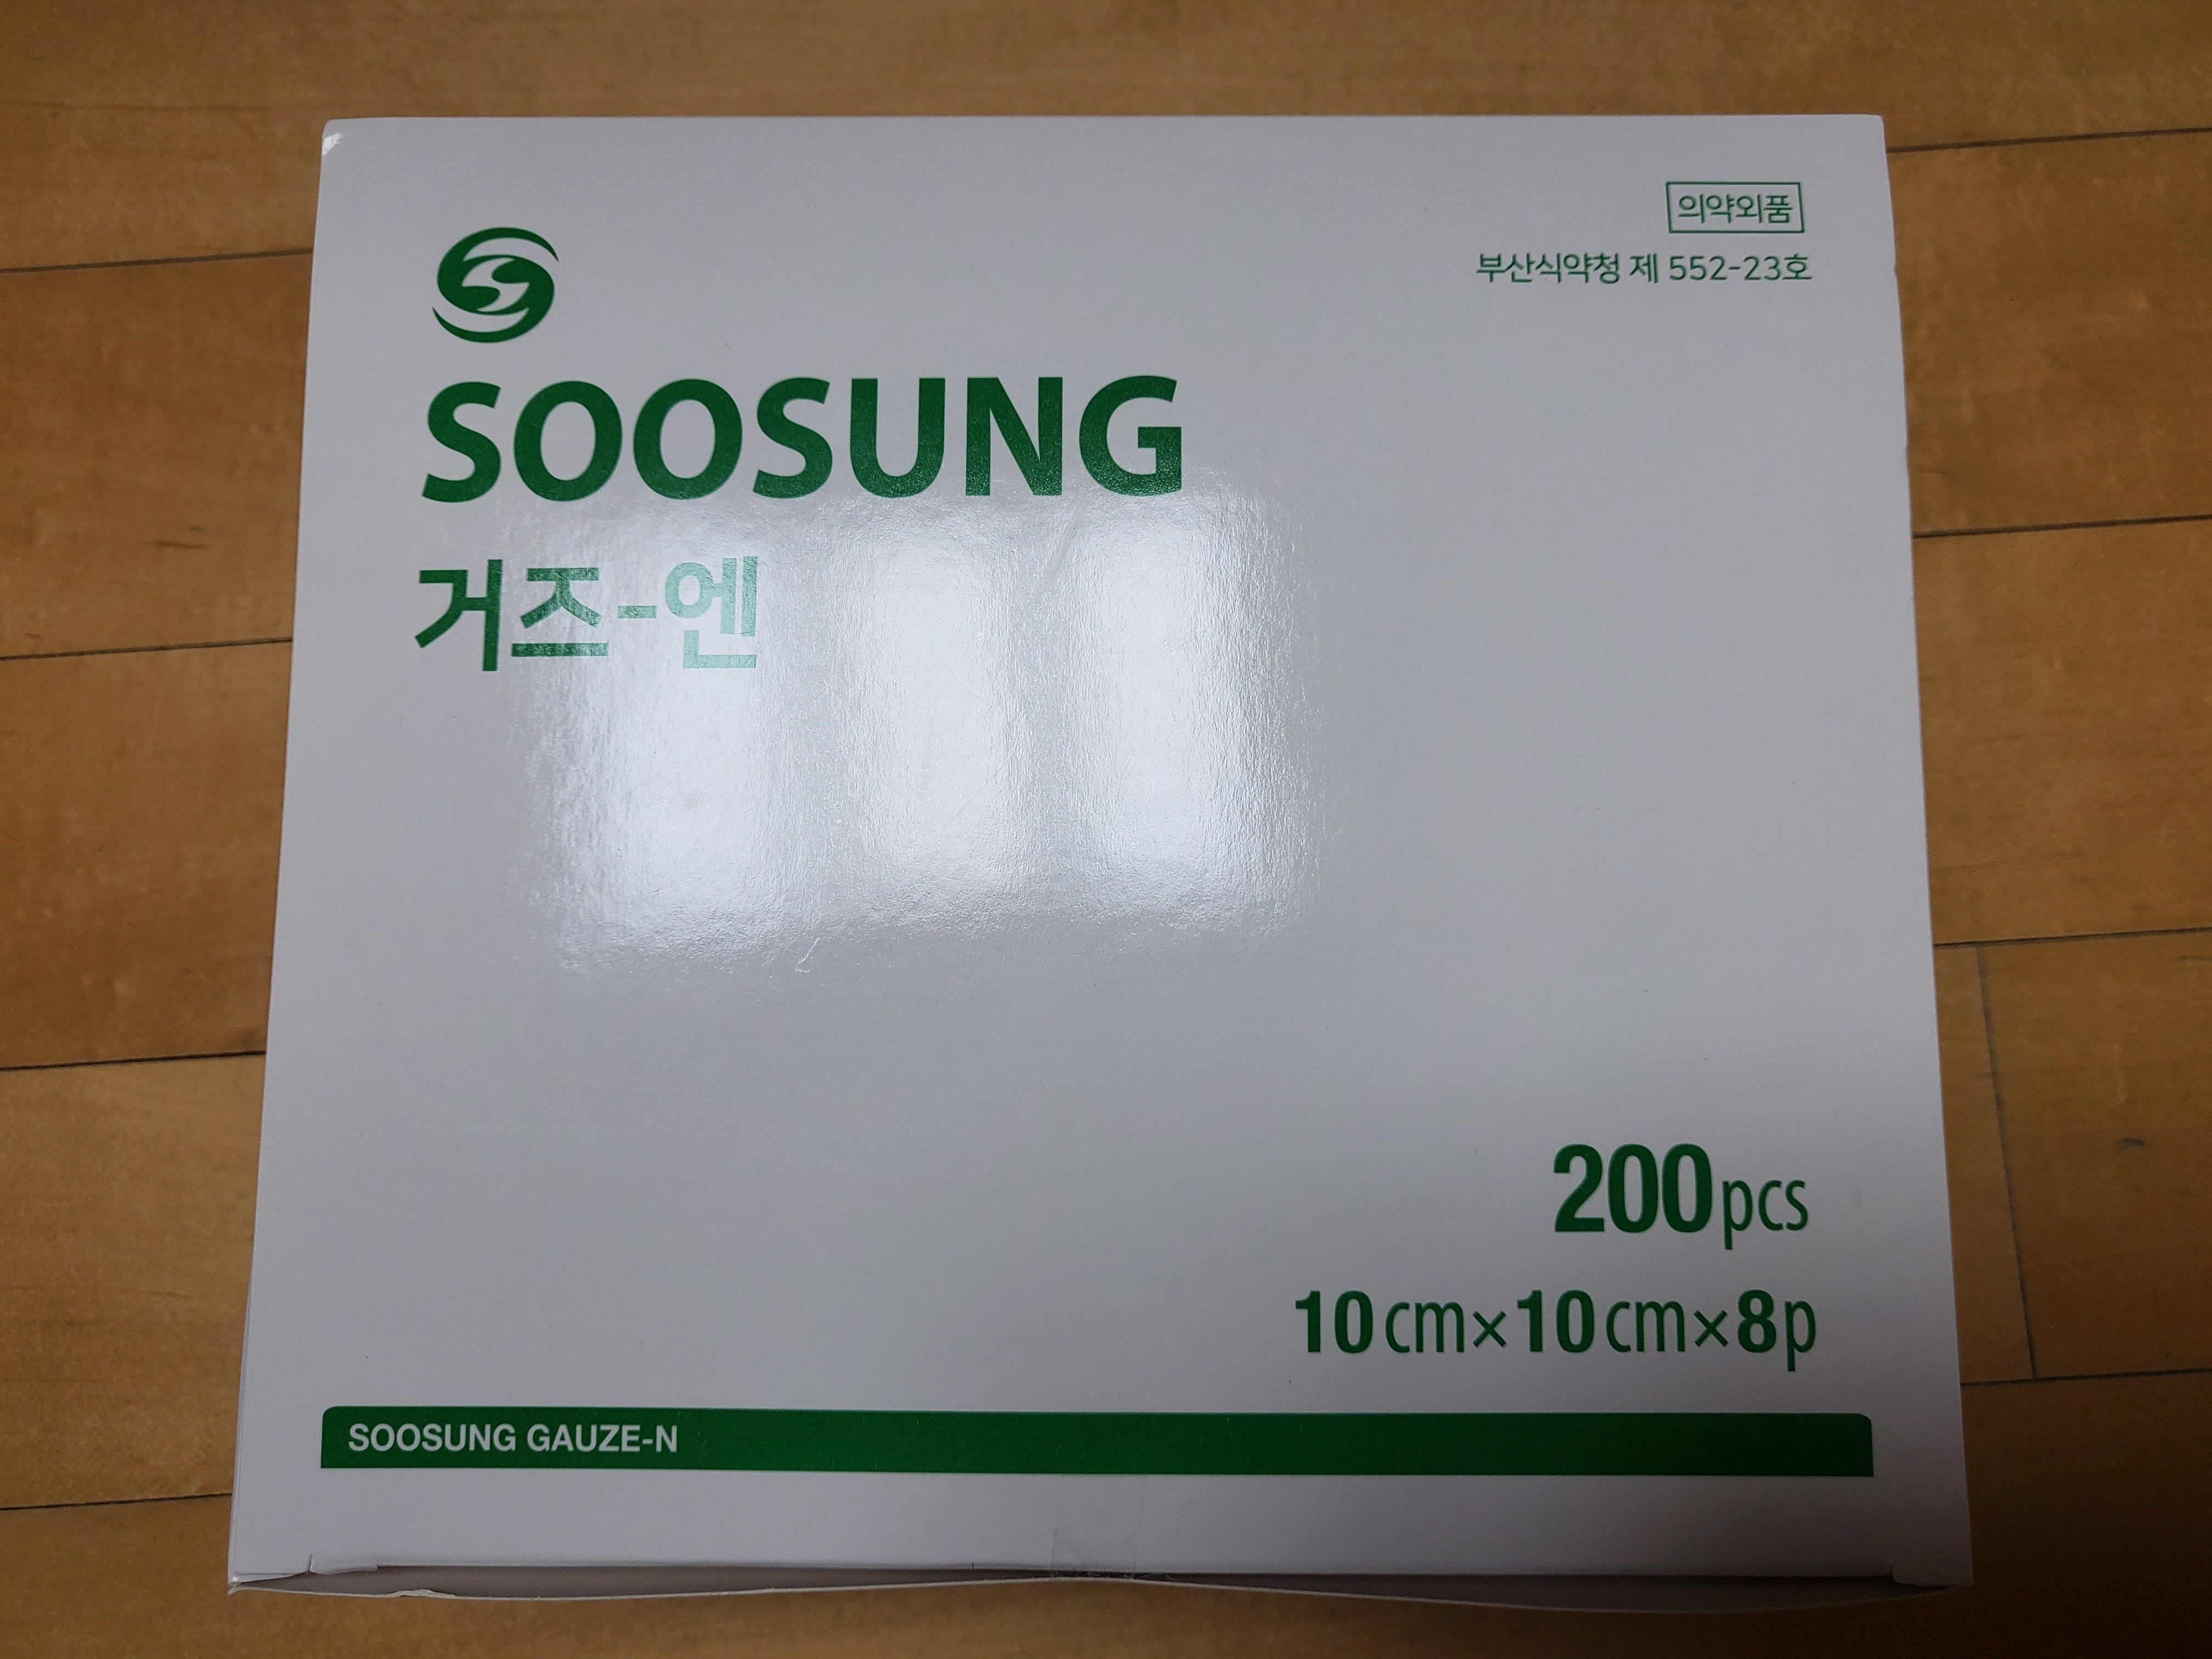 의약외품
부산식약청 제 552-23호
SOOSUNG
거즈-엔
200pcs
10cm×10cm×8p
SOOSUNG GAUZE-N